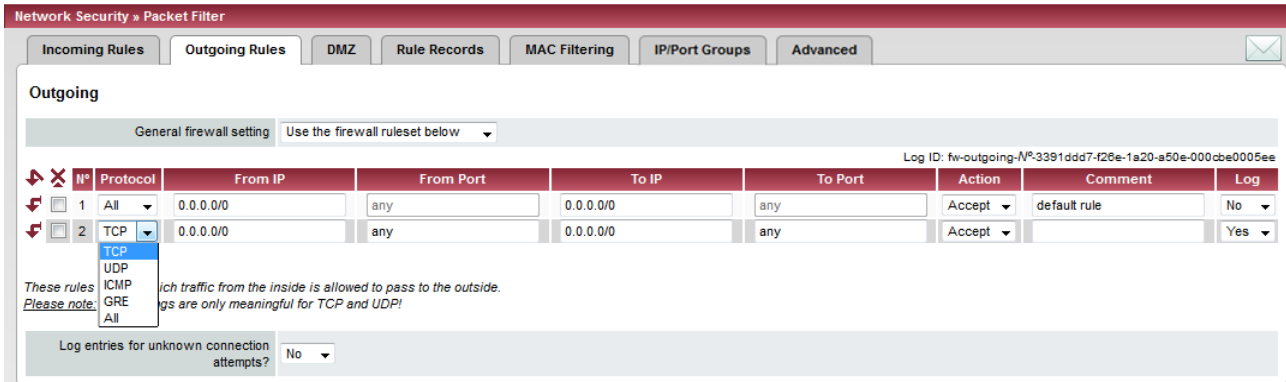 Network Security » Packet Filter
Incoming Rules Outgoing Rules DMZ Rule Records MAC Filtering IP/Port Groups Advanced
Outgoing
General firewall setting Use the firewall ruleset below
Log ID: fw-outgoing-Nº-3391ddd7-f26e-1a20-a50e-000cbe0005ee
Nº Protocol From IP From Port To IP To Port Action Comment Log
1 All 0.0.0.0/0 any 0.0.0.0/0 any Accept default rule No
2 TCP 0.0.0.0/0 any 0.0.0.0/0 any Accept Yes
TCP
UDP
ICMP
GRE
All
These rules ich traffic from the inside is allowed to pass to the outside.
Please note: gs are only meaningful for TCP and UDP!
Log entries for unknown connection
attempts? No